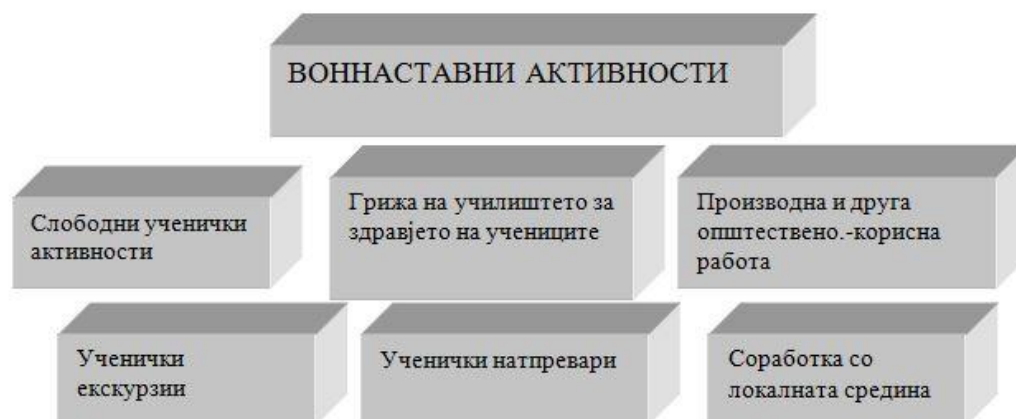 ВОННАСТАВНИ АКТИВНОСТИ
Слободни ученички
активности
Грижа на училиштето за
здравјето на учениците
Производна и друга
општествено.-корисна
работа
Ученички
екскурзии
Ученички натпревари
Соработка со
локалната средина